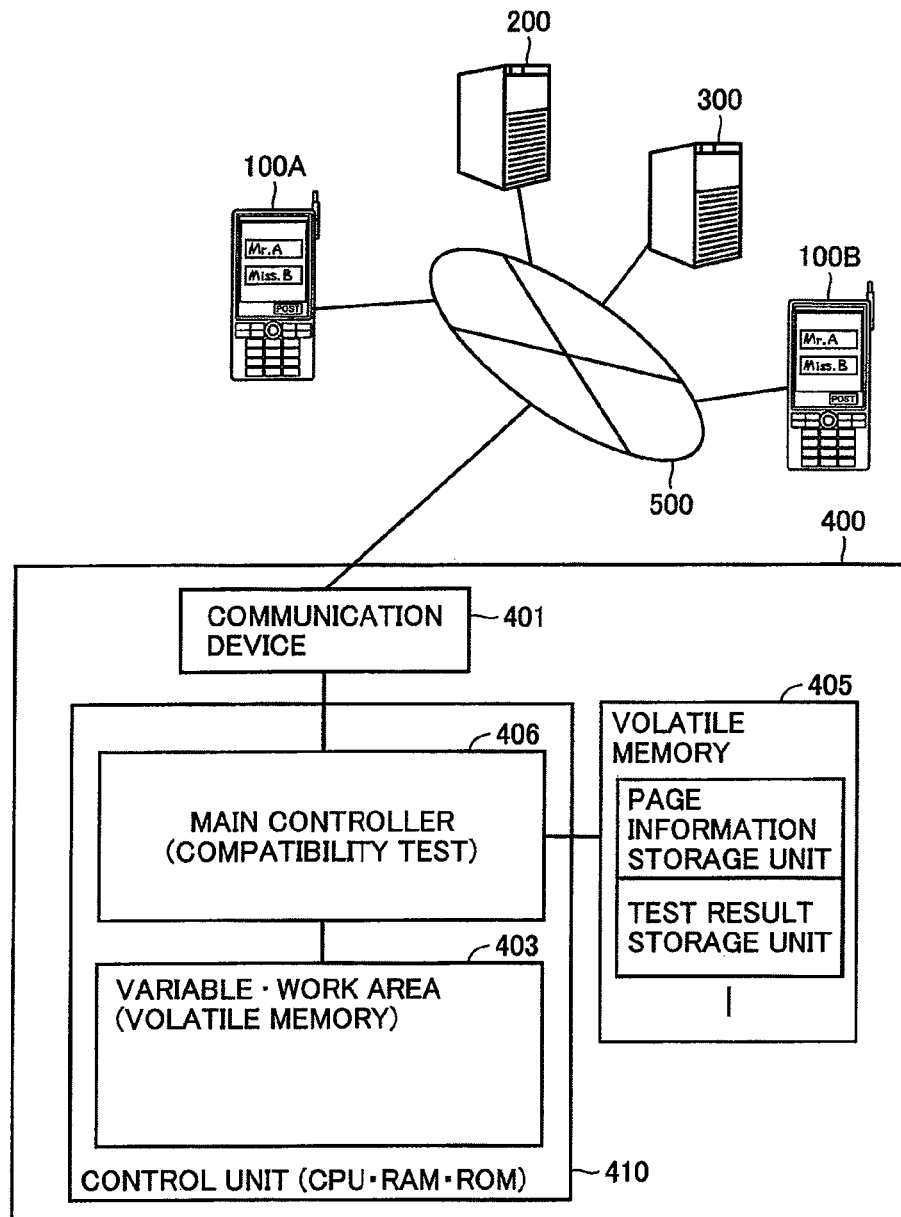 200
300
100A
Mr.A
Miss.B
POST
100B
Mr.A
Miss.B
POST
500
400
COMMUNICATION
DEVICE
401
405
VOLATILE
MEMORY
406
MAIN CONTROLLER
(COMPATIBILITY TEST)
PAGE
INFORMATION
STORAGE UNIT
TEST RESULT
STORAGE UNIT
403
VARIABLE・WORK AREA
(VOLATILE MEMORY)
CONTROL UNIT (CPU・RAM・ROM)
410